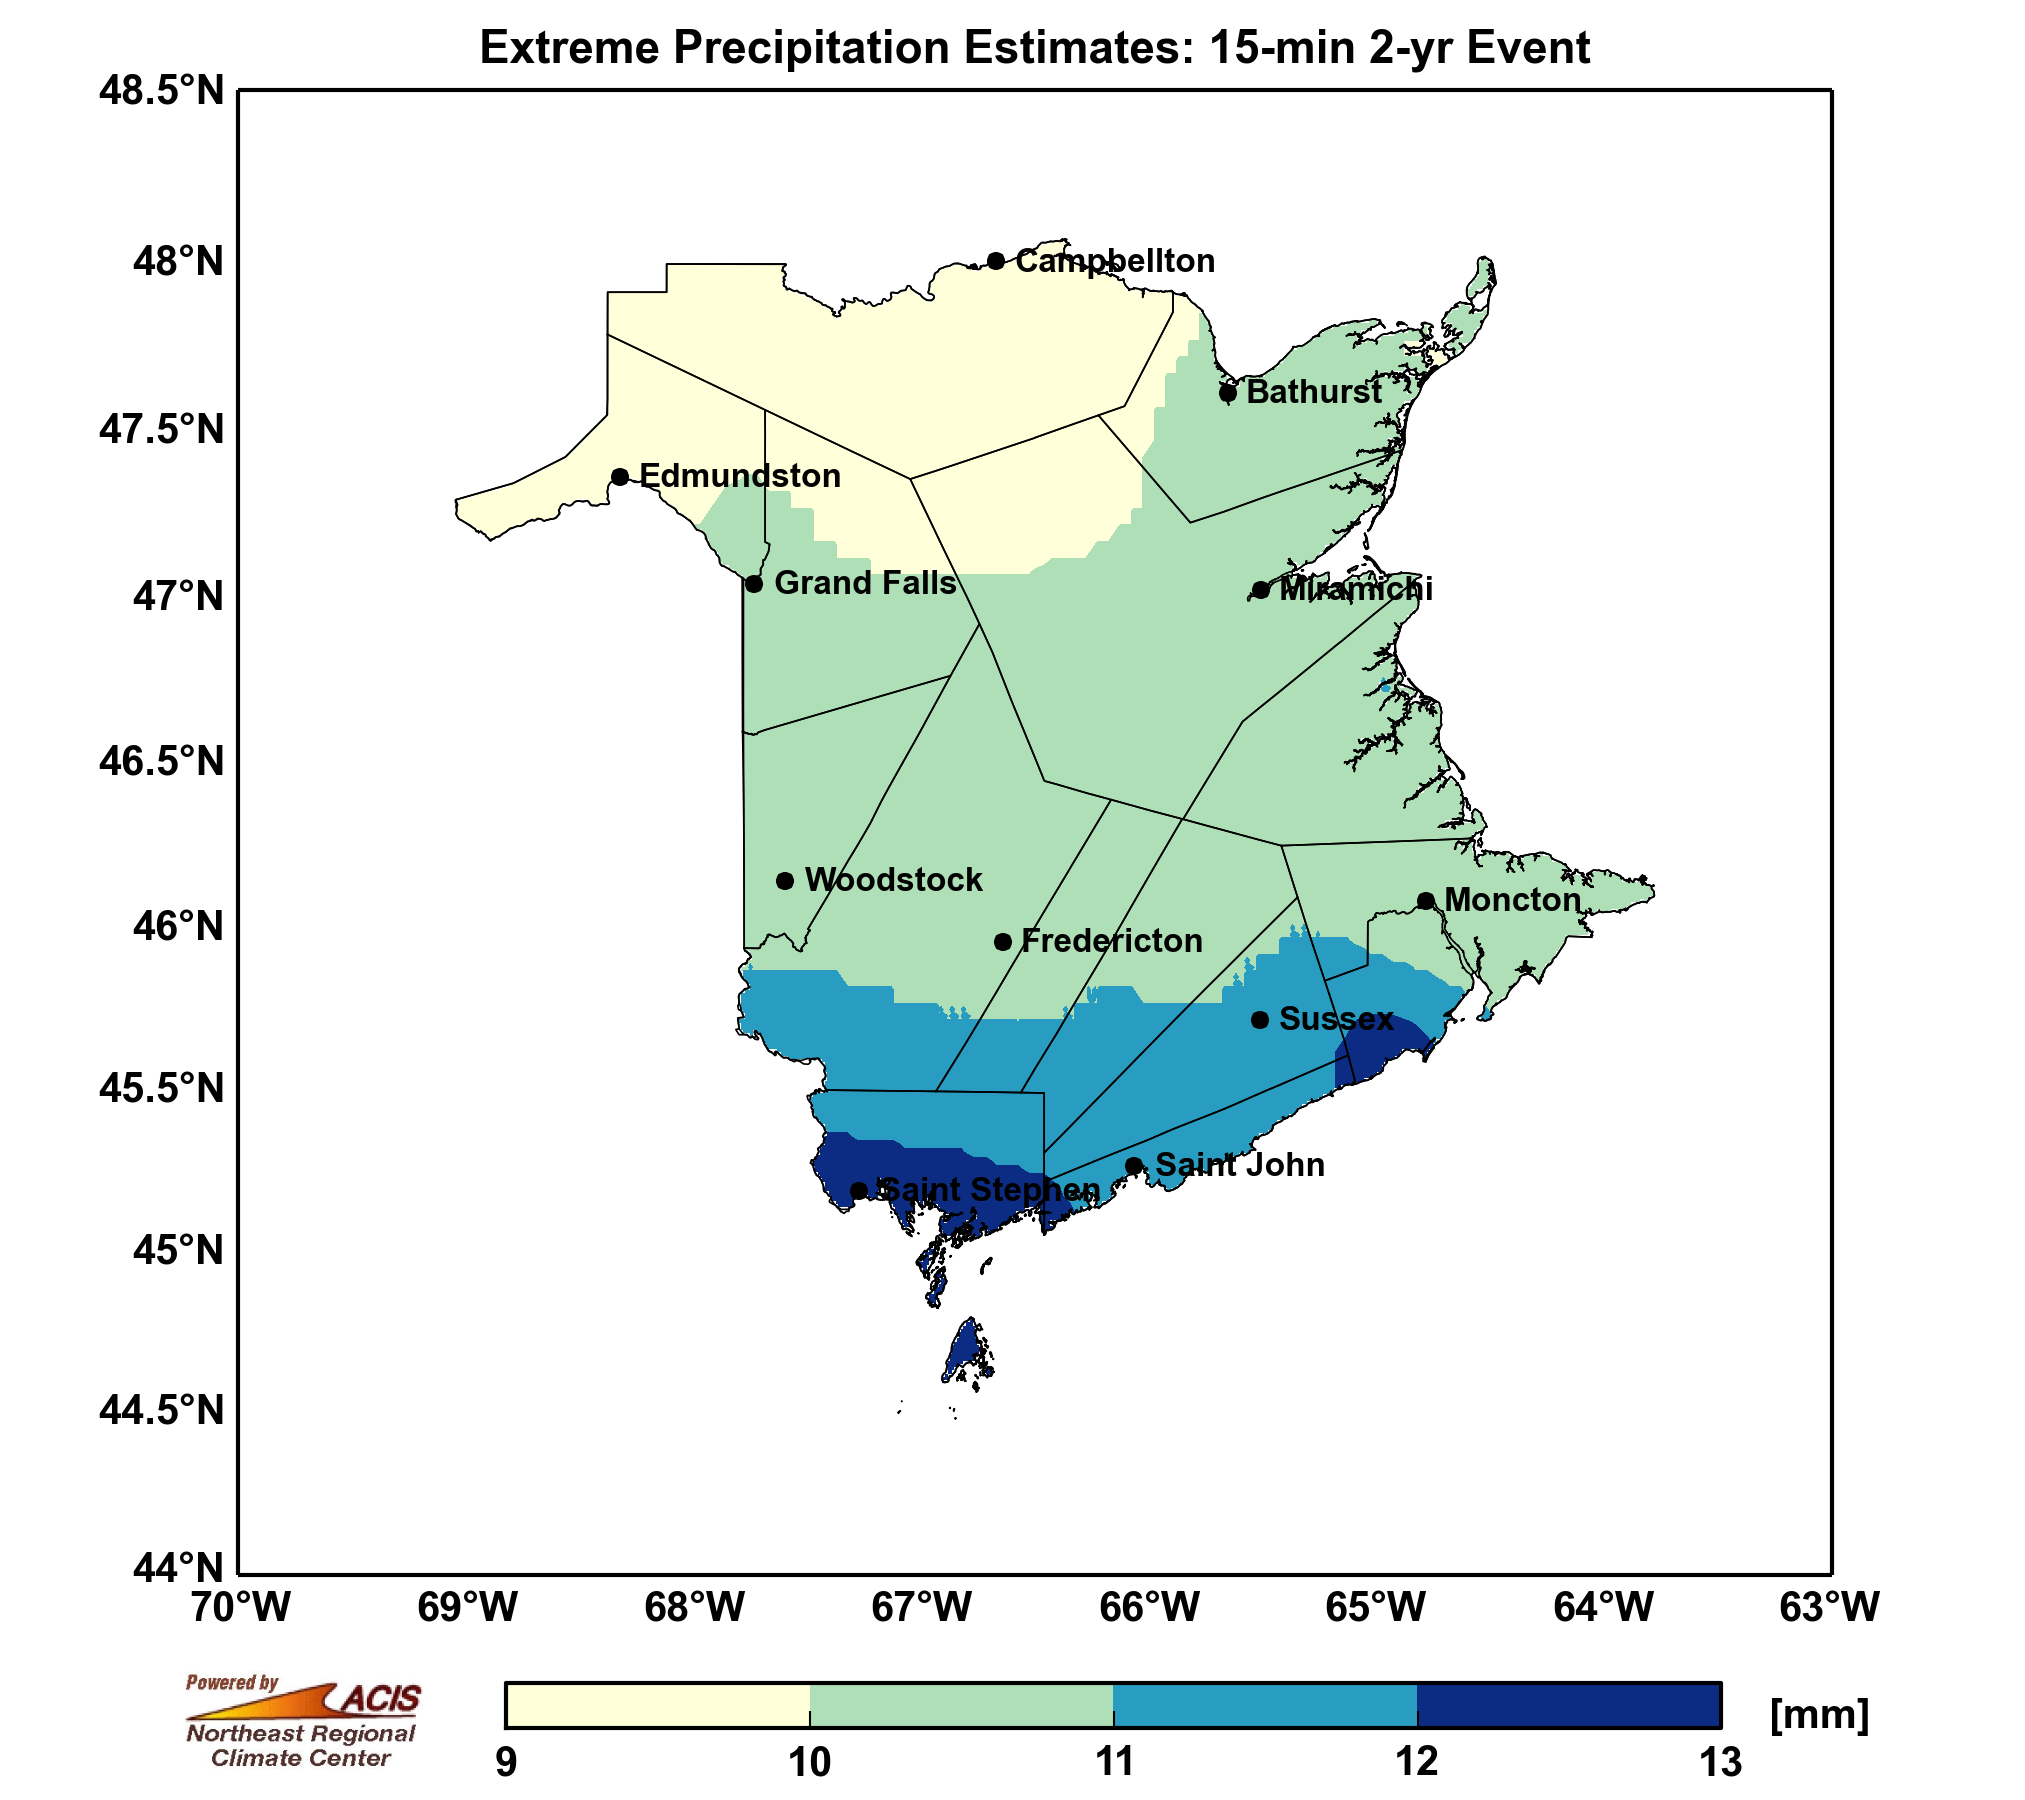 Extreme Precipitation Estimates: 15-min 2-yr Event
48.5°N
48°N
47.5°N
47°N
46.5°N
46°N
45.5°N
45°N
44.5°N
44°N
Campbellton
Bathurst
Edmundston
Grand Falls
Miramichi
Woodstock
Moncton
Fredericton
Sussex
Saint John
Saint Stephen
70°W 69°W 68°W 67°W 66°W 65°W 64°W 63°W
Powered by
ACIS
Northeast Regional
Climate Center
[mm]
9 10 11 12 13